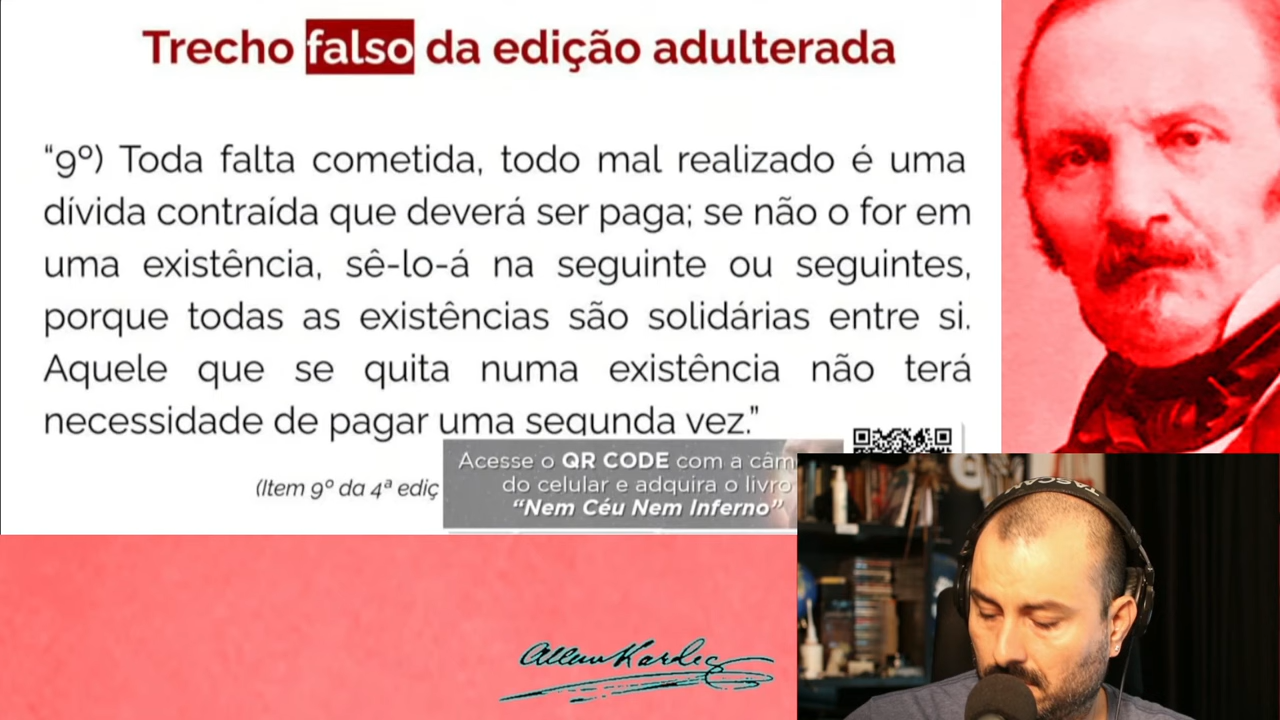 Trecho falso da edição adulterada
“9º) Toda falta cometida, todo mal realizado é uma
dívida contraída que deverá ser paga; se não o for em
uma existência, sê-lo-á na seguinte ou seguintes,
porque todas as existências são solidárias entre si.
Aquele que se quita numa existência não terá
necessidade de pagar uma segunda vez.”
(Item 9º da 4ª ediç
Acesse o QR CODE com a câm
do celular e adquira o livro
“Nem Céu Nem Inferno”
Allan Kardec
TASCAM